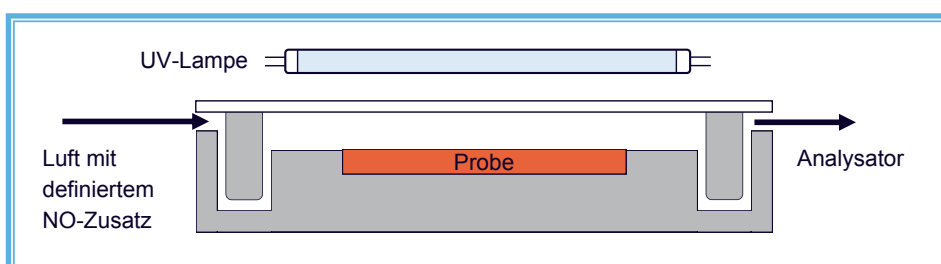 UV-Lampe
Luft mit
definiertem
NO-Zusatz
Probe
Analysator